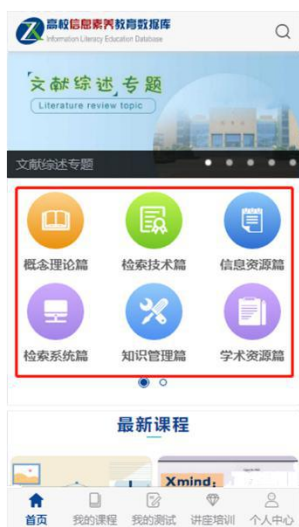 高校信息素养教育数据库
Information Literacy Education Database
文献综述专题
Literature review topic
文献综述专题
概念理论篇 检索技术篇 信息资源篇
检索系统篇 知识管理篇 学术资源篇
最新课程
Xmind:
首页 我的课程 我的测试 讲座培训 个人中心